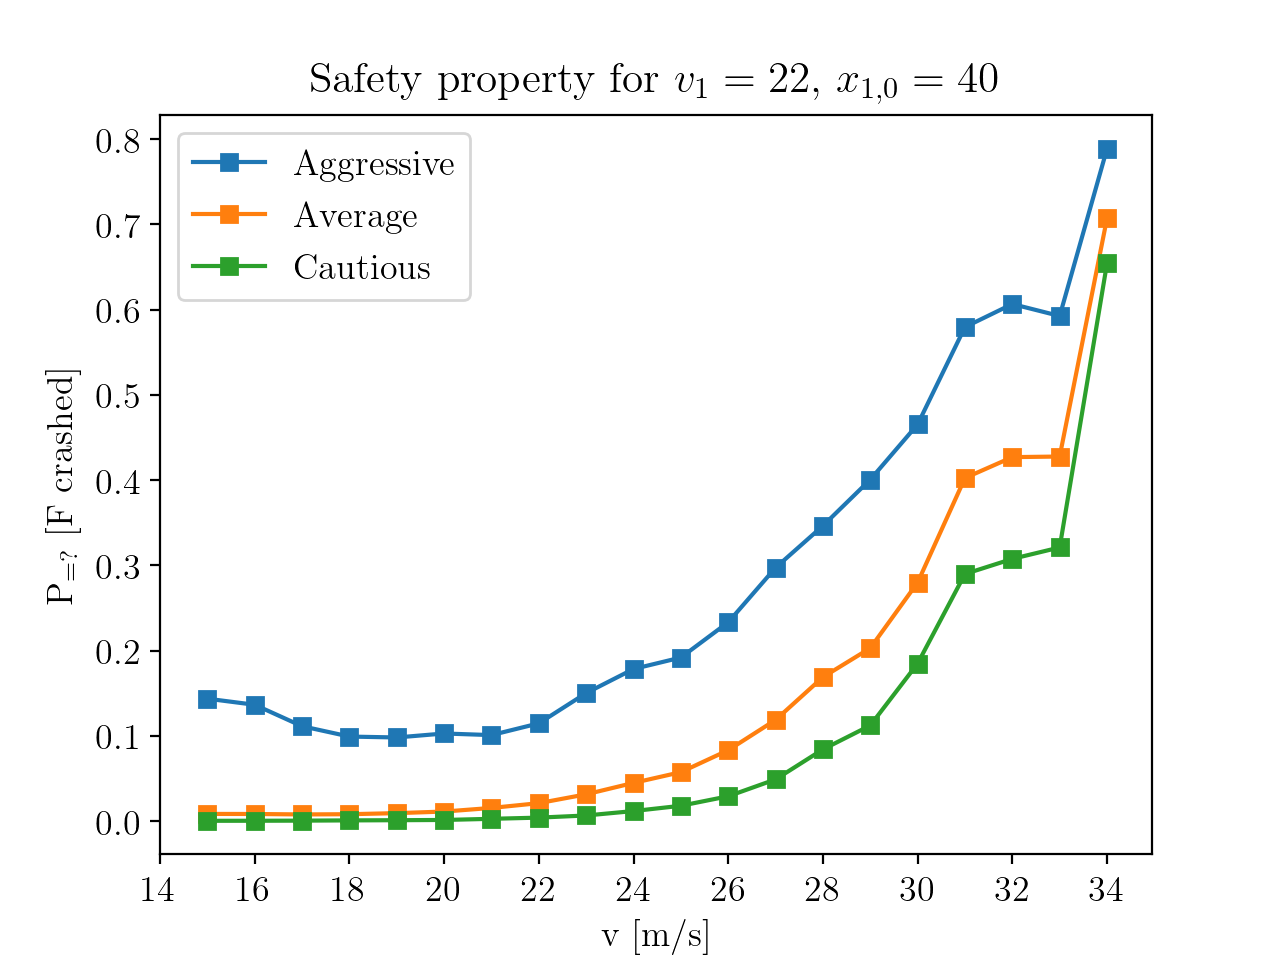 Safety property for v₁ = 22, x₁,₀ = 40
Aggressive
Average
Cautious
P₌? [F crashed]
0.8
0.7
0.6
0.5
0.4
0.3
0.2
0.1
0.0
14 16 18 20 22 24 26 28 30 32 34
v [m/s]